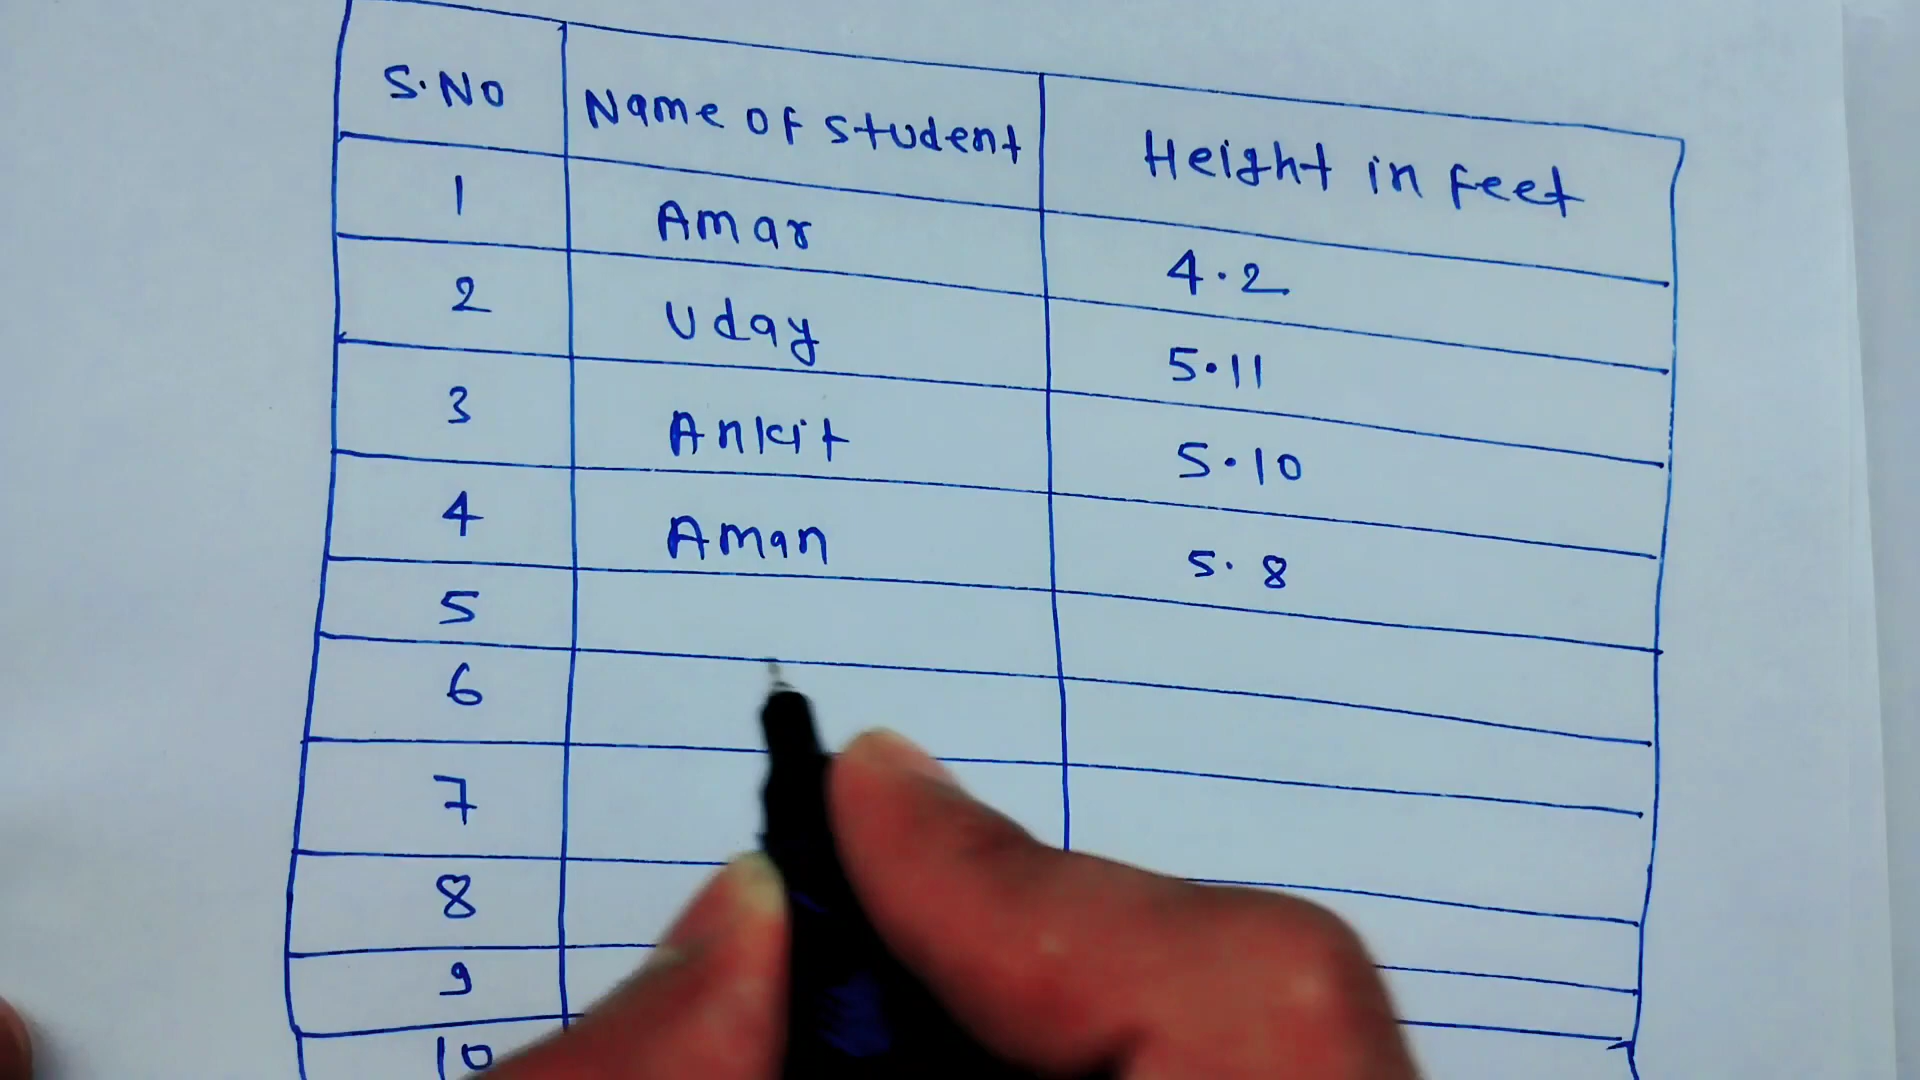 S.NO Name of student Height in feet
1 Amar 4.2
2 Uday 5.11
3 Ankit 5.10
4 Aman 5.8
5
6
7
8
9
10